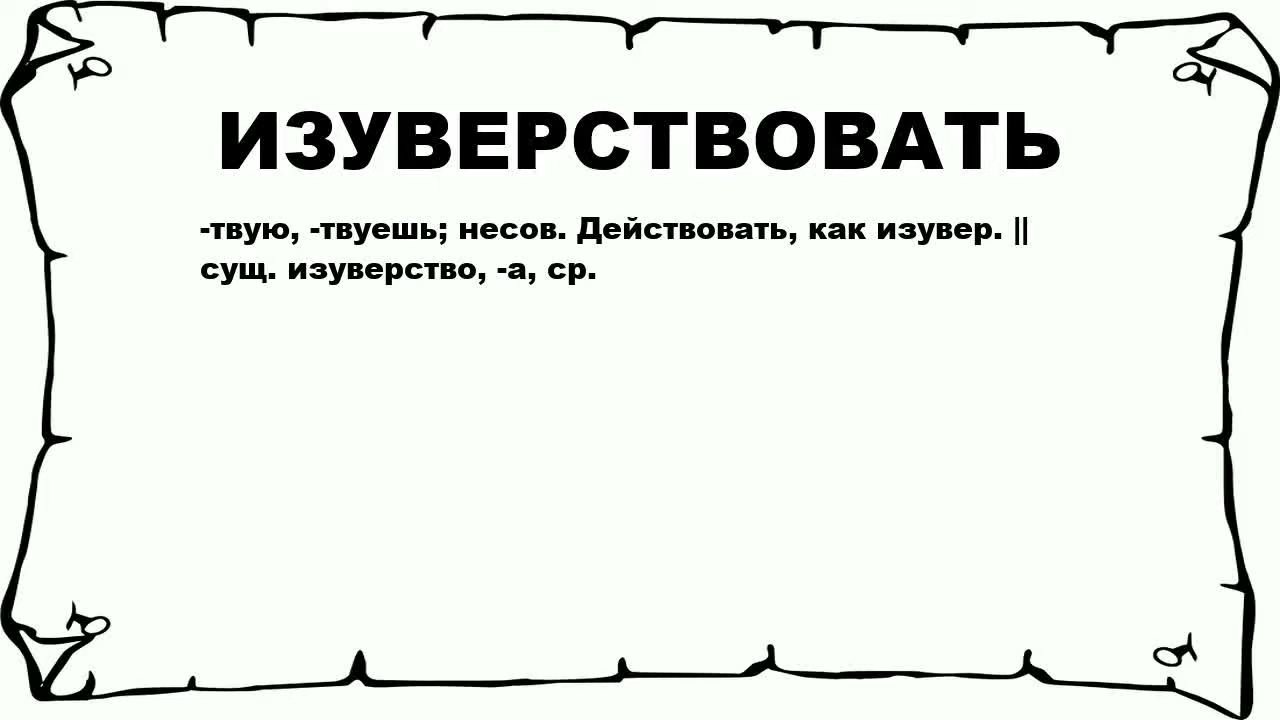 ИЗУВЕРСТВОВАТЬ
-твую, -твуешь; несов. Действовать, как изувер. ||
сущ. изуверство, -а, ср.